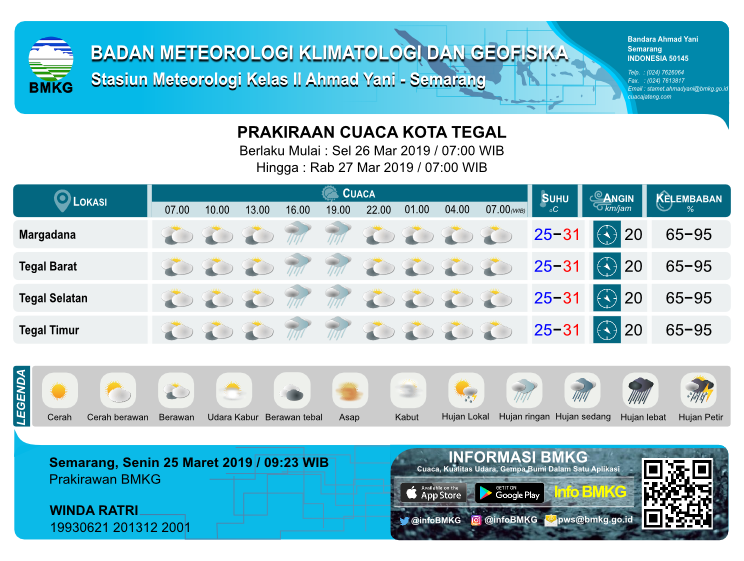 BMKG
BADAN METEOROLOGI KLIMATOLOGI DAN GEOFISIKA
Stasiun Meteorologi Kelas II Ahmad Yani - Semarang
Bandara Ahmad Yani
Semarang
INDONESIA 50145
Telp. : (024) 7626064
Fax. : (024) 7613817
Email : stamet.ahmadyani@bmkg.go.id
cuacajateng.com
PRAKIRAAN CUACA KOTA TEGAL
Berlaku Mulai : Sel 26 Mar 2019 / 07:00 WIB
Hingga : Rab 27 Mar 2019 / 07:00 WIB
LOKASI CUACA SUHU °C ANGIN km/jam KELEMBABAN %
07.00 10.00 13.00 16.00 19.00 22.00 01.00 04.00 07.00 (WIB)
Margadana 25-31 20 65-95
Tegal Barat 25-31 20 65-95
Tegal Selatan 25-31 20 65-95
Tegal Timur 25-31 20 65-95
LEGENDA
Cerah Cerah berawan Berawan Udara Kabur Berawan tebal Asap Kabut Hujan Lokal Hujan ringan Hujan sedang Hujan lebat Hujan Petir
Semarang, Senin 25 Maret 2019 / 09:23 WIB
Prakirawan BMKG
WINDA RATRI
19930621 201312 2001
INFORMASI BMKG
Cuaca, Kualitas Udara, Gempa Bumi Dalam Satu Aplikasi
Available on the App Store
GET IT ON Google Play
Info BMKG
@infoBMKG @infoBMKG pws@bmkg.go.id